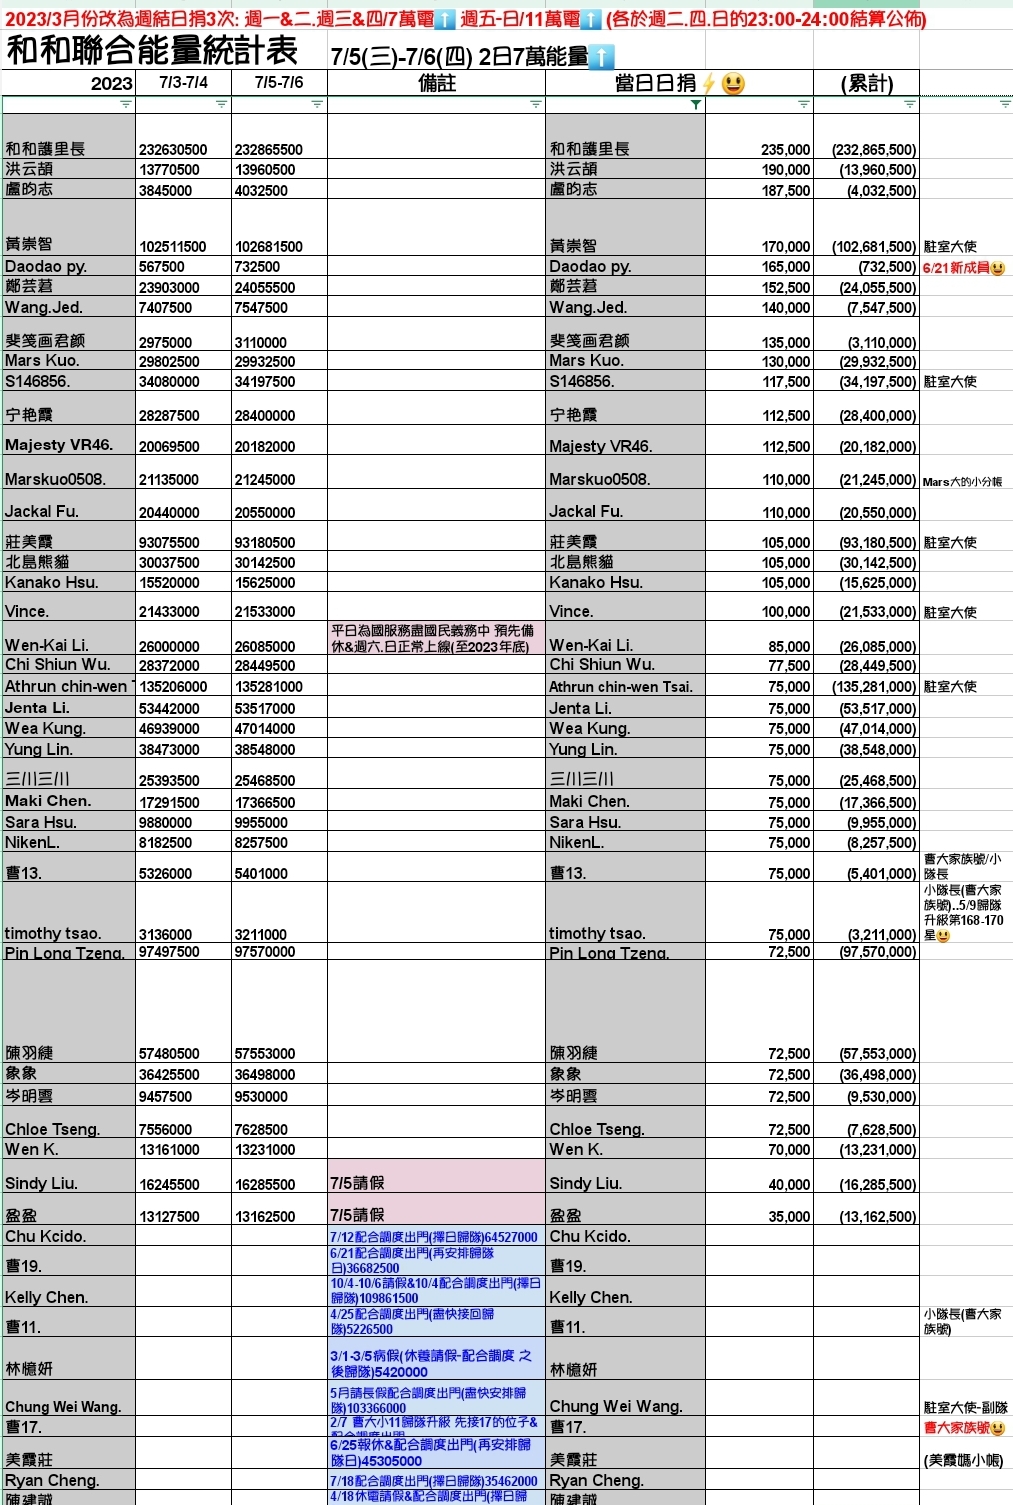 2023/3月份改為週結日捐3次: 週一&二.週三&四/7萬電⬆️ 週五-日/11萬電⬆️ (各於週二.四.日的23:00-24:00結算公佈)
和和聯合能量統計表 7/5(三)-7/6(四) 2日7萬能量⬆️
2023 7/3-7/4 7/5-7/6 備註 當日日捐⚡😃 (累計)
和和護里長 232630500 232865500 和和護里長 235,000 (232,865,500)
洪云頡 13770500 13960500 洪云頡 190,000 (13,960,500)
盧昀志 3845000 4032500 盧昀志 187,500 (4,032,500)
黃崇智 102511500 102681500 黃崇智 170,000 (102,681,500) 駐室大使
Daodao py. 567500 732500 Daodao py. 165,000 (732,500) 6/21新成員😃
鄭芸莙 23903000 24055500 鄭芸莙 152,500 (24,055,500)
Wang.Jed. 7407500 7547500 Wang.Jed. 140,000 (7,547,500)
斐笺画君颜 2975000 3110000 斐笺画君颜 135,000 (3,110,000)
Mars Kuo. 29802500 29932500 Mars Kuo. 130,000 (29,932,500)
S146856. 34080000 34197500 S146856. 117,500 (34,197,500) 駐室大使
宁艳霞 28287500 28400000 宁艳霞 112,500 (28,400,000)
Majesty VR46. 20069500 20182000 Majesty VR46. 112,500 (20,182,000)
Marskuo0508. 21135000 21245000 Marskuo0508. 110,000 (21,245,000) Mars大的小分帳
Jackal Fu. 20440000 20550000 Jackal Fu. 110,000 (20,550,000)
莊美霞 93075500 93180500 莊美霞 105,000 (93,180,500) 駐室大使
北島熊貓 30037500 30142500 北島熊貓 105,000 (30,142,500)
Kanako Hsu. 15520000 15625000 Kanako Hsu. 105,000 (15,625,000)
Vince. 21433000 21533000 Vince. 100,000 (21,533,000) 駐室大使
平日為國服務盡國民義務中 預先備
Wen-Kai Li. 26000000 26085000 休&週六.日正常上線(至2023年底) Wen-Kai Li. 85,000 (26,085,000)
Chi Shiun Wu. 28372000 28449500 Chi Shiun Wu. 77,500 (28,449,500)
Athrun chin-wen 135206000 135281000 Athrun chin-wen Tsai. 75,000 (135,281,000) 駐室大使
Jenta Li. 53442000 53517000 Jenta Li. 75,000 (53,517,000)
Wea Kung. 46939000 47014000 Wea Kung. 75,000 (47,014,000)
Yung Lin. 38473000 38548000 Yung Lin. 75,000 (38,548,000)
三川三川 25393500 25468500 三川三川 75,000 (25,468,500)
Maki Chen. 17291500 17366500 Maki Chen. 75,000 (17,366,500)
Sara Hsu. 9880000 9955000 Sara Hsu. 75,000 (9,955,000)
NikenL. 8182500 8257500 NikenL. 75,000 (8,257,500)
曹大家族號/小
曹13. 5326000 5401000 曹13. 75,000 (5,401,000) 隊長
小隊長(曹大家
族號)..5/9歸隊
升級第168-170
timothy tsao. 3136000 3211000 timothy tsao. 75,000 (3,211,000) 星😃
Pin Long Tzeng. 97497500 97570000 Pin Long Tzeng. 72,500 (97,570,000)
陳羽緁 57480500 57553000 陳羽緁 72,500 (57,553,000)
象象 36425500 36498000 象象 72,500 (36,498,000)
岑明雲 9457500 9530000 岑明雲 72,500 (9,530,000)
Chloe Tseng. 7556000 7628500 Chloe Tseng. 72,500 (7,628,500)
Wen K. 13161000 13231000 Wen K. 70,000 (13,231,000)
Sindy Liu. 16245500 16285500 7/5請假 Sindy Liu. 40,000 (16,285,500)
盈盈 13127500 13162500 7/5請假 盈盈 35,000 (13,162,500)
Chu Kcido. 7/12配合調度出門(擇日歸隊)64527000 Chu Kcido.
6/21配合調度出門(再安排歸隊
曹19. 日)36682500 曹19.
10/4-10/6請假&10/4配合調度出門(擇日
Kelly Chen. 歸隊)109861500 Kelly Chen.
4/25配合調度出門(盡快接回歸 小隊長(曹大家
曹11. 隊)5226500 曹11. 族號)
3/1-3/5病假(休養請假-配合調度 之
林憶妍 後歸隊)5420000 林憶妍
5月請長假配合調度出門(盡快安排歸
Chung Wei Wang. 隊)103366000 Chung Wei Wang. 駐室大使-副隊
2/7 曹大小11歸隊升級 先接17的位子&
曹17. 配合調度出門 曹17. 曹大家族號😃
6/25報休&配合調度出門(再安排歸
美霞莊 隊日)45305000 美霞莊 (美霞媽小帳)
Ryan Cheng. 7/18配合調度出門(擇日歸隊)35462000 Ryan Cheng.
陳建誠 4/18休電請假&配合調度出門(擇日歸 陳建誠